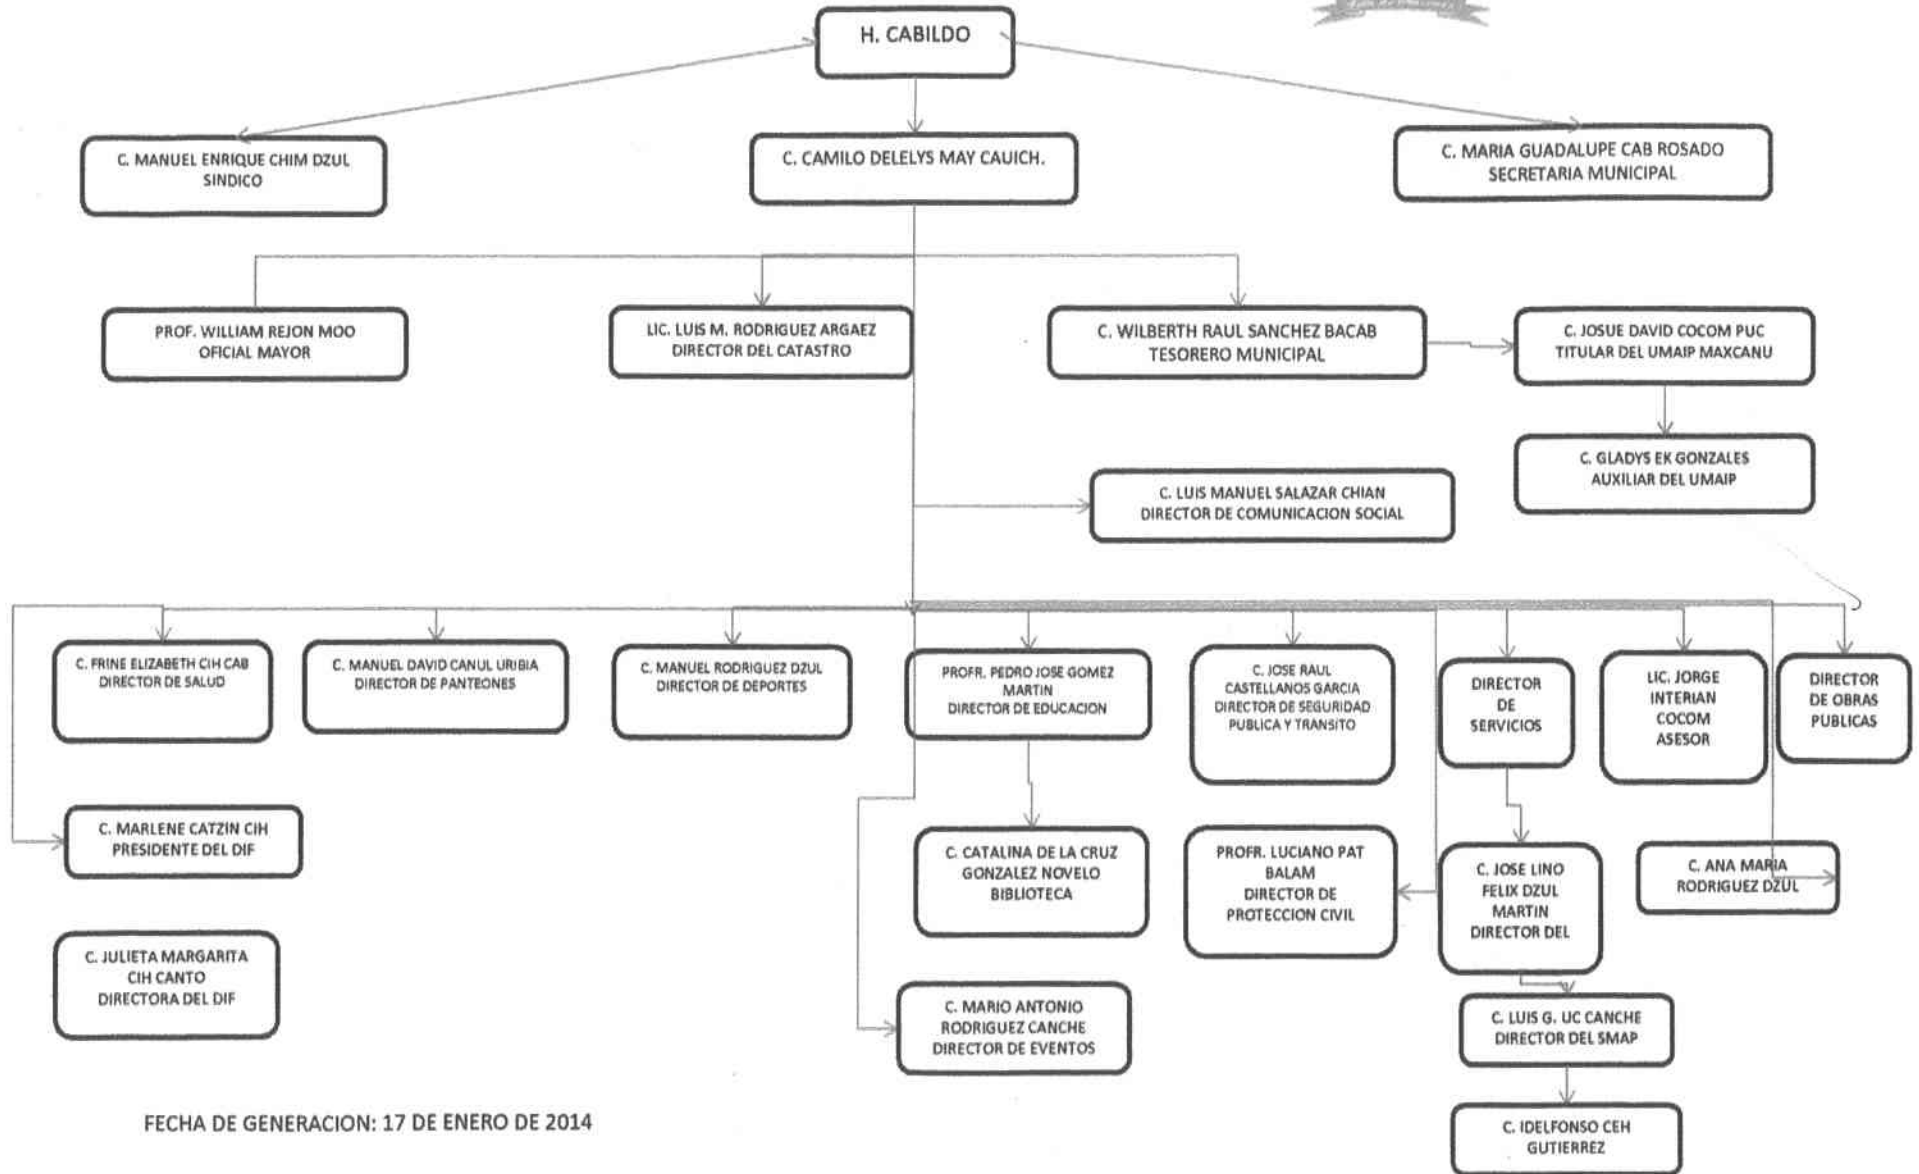 H. CABILDO
C. MANUEL ENRIQUE CHIM DZUL
SINDICO
C. CAMILO DELELYS MAY CAUICH.
C. MARIA GUADALUPE CAB ROSADO
SECRETARIA MUNICIPAL
PROF. WILLIAM REJON MOO
OFICIAL MAYOR
LIC. LUIS M. RODRIGUEZ ARGAEZ
DIRECTOR DEL CATASTRO
C. WILBERTH RAUL SANCHEZ BACAB
TESORERO MUNICIPAL
C. JOSUE DAVID COCOM PUC
TITULAR DEL UMAIP MAXCANU
C. GLADYS EK GONZALES
AUXILIAR DEL UMAIP
C. LUIS MANUEL SALAZAR CHIAN
DIRECTOR DE COMUNICACION SOCIAL
C. FRINE ELIZABETH CIH CAB
DIRECTOR DE SALUD
C. MANUEL DAVID CANUL URIBIA
DIRECTOR DE PANTEONES
C. MANUEL RODRIGUEZ DZUL
DIRECTOR DE DEPORTES
PROFR. PEDRO JOSE GOMEZ
MARTIN
DIRECTOR DE EDUCACION
C. JOSE RAUL
CASTELLANOS GARCIA
DIRECTOR DE SEGURIDAD
PUBLICA Y TRANSITO
DIRECTOR
DE
SERVICIOS
LIC. JORGE
INTERIAN
COCOM
ASESOR
DIRECTOR
DE OBRAS
PUBLICAS
C. MARLENE CATZIN CIH
PRESIDENTE DEL DIF
C. CATALINA DE LA CRUZ
GONZALEZ NOVELO
BIBLIOTECA
PROFR. LUCIANO PAT
BALAM
DIRECTOR DE
PROTECCION CIVIL
C. JOSE LINO
FELIX DZUL
MARTIN
DIRECTOR DEL
C. ANA MARIA
RODRIGUEZ DZUL
C. JULIETA MARGARITA
CIH CANTO
DIRECTORA DEL DIF
C. MARIO ANTONIO
RODRIGUEZ CANCHE
DIRECTOR DE EVENTOS
C. LUIS G. UC CANCHE
DIRECTOR DEL SMAP
C. IDELFONSO CEH
GUTIERREZ
FECHA DE GENERACION: 17 DE ENERO DE 2014